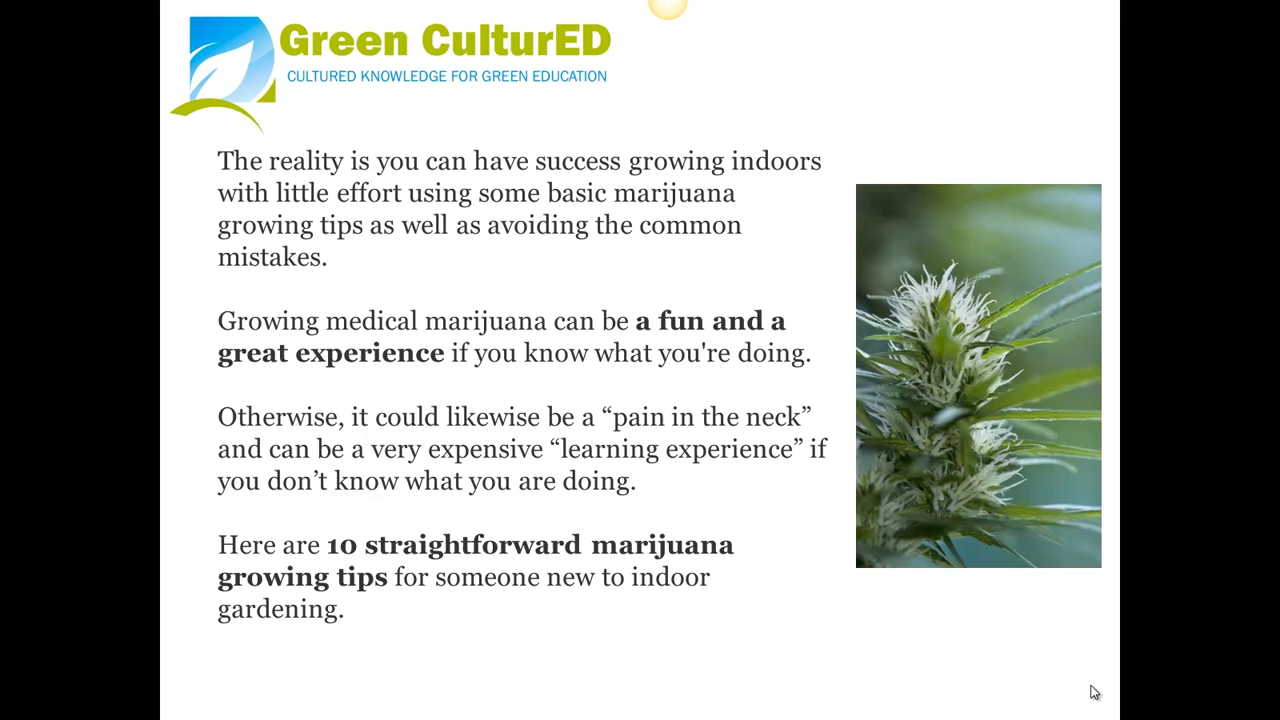 Green CulturED
CULTURED KNOWLEDGE FOR GREEN EDUCATION
The reality is you can have success growing indoors
with little effort using some basic marijuana
growing tips as well as avoiding the common
mistakes.
Growing medical marijuana can be a fun and a
great experience if you know what you're doing.
Otherwise, it could likewise be a “pain in the neck”
and can be a very expensive “learning experience” if
you don’t know what you are doing.
Here are 10 straightforward marijuana
growing tips for someone new to indoor
gardening.